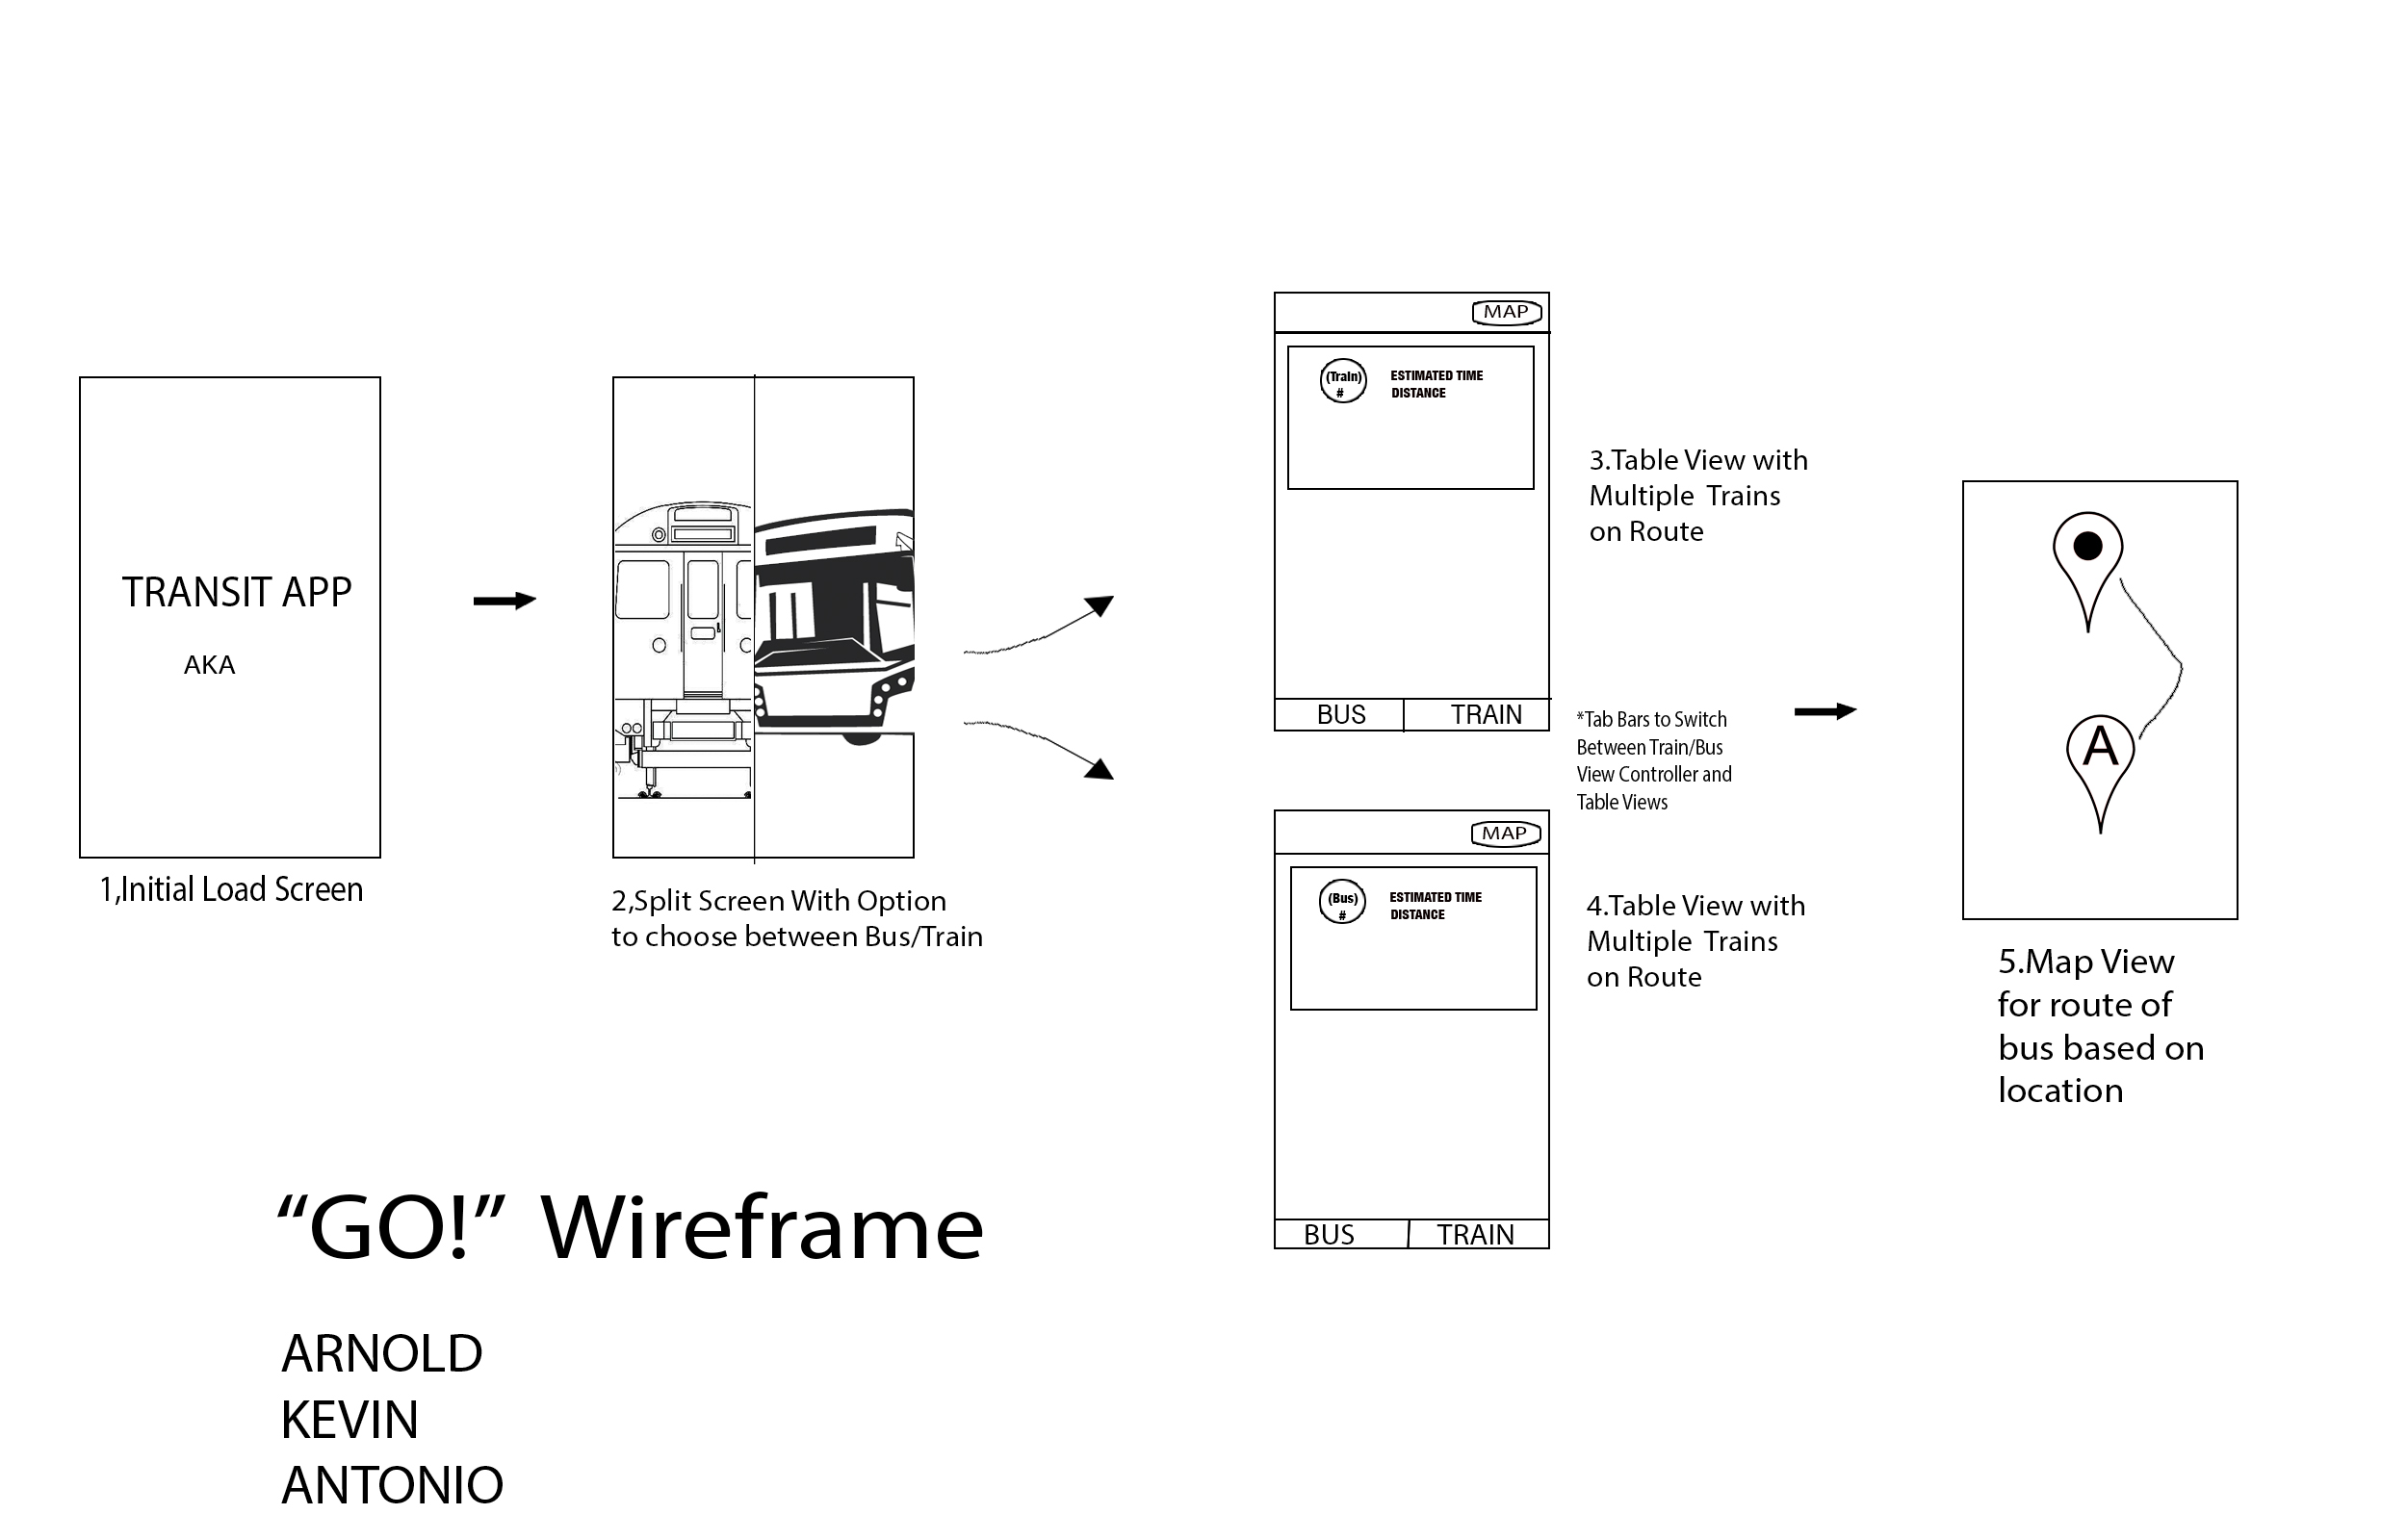 TRANSIT APP
AKA
1,Initial Load Screen
2,Split Screen With Option
to choose between Bus/Train
MAP
(Train)
#
ESTIMATED TIME
DISTANCE
BUS
TRAIN
3.Table View with
Multiple Trains
on Route
*Tab Bars to Switch
Between Train/Bus
View Controller and
Table Views
MAP
(Bus)
#
ESTIMATED TIME
DISTANCE
BUS
TRAIN
4.Table View with
Multiple Trains
on Route
A
5.Map View
for route of
bus based on
location
“GO!” Wireframe
ARNOLD
KEVIN
ANTONIO